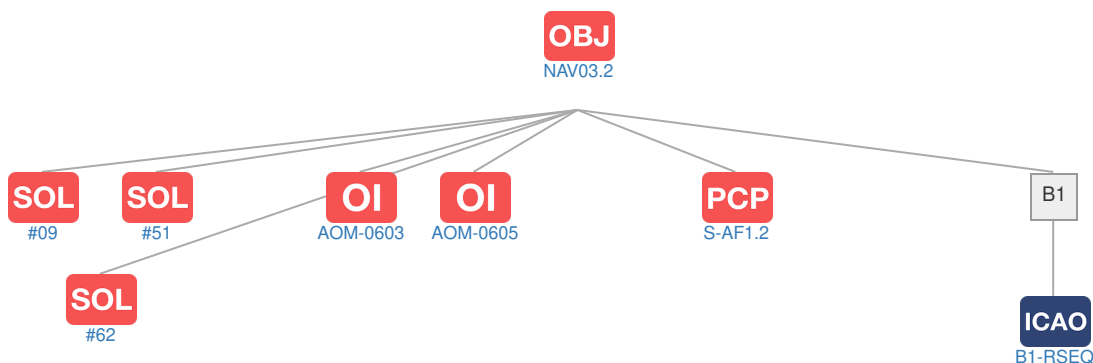 OBJ
NAV03.2
SOL
#09
SOL
#51
OI
AOM-0603
OI
AOM-0605
PCP
S-AF1.2
B1
SOL
#62
ICAO
B1-RSEQ